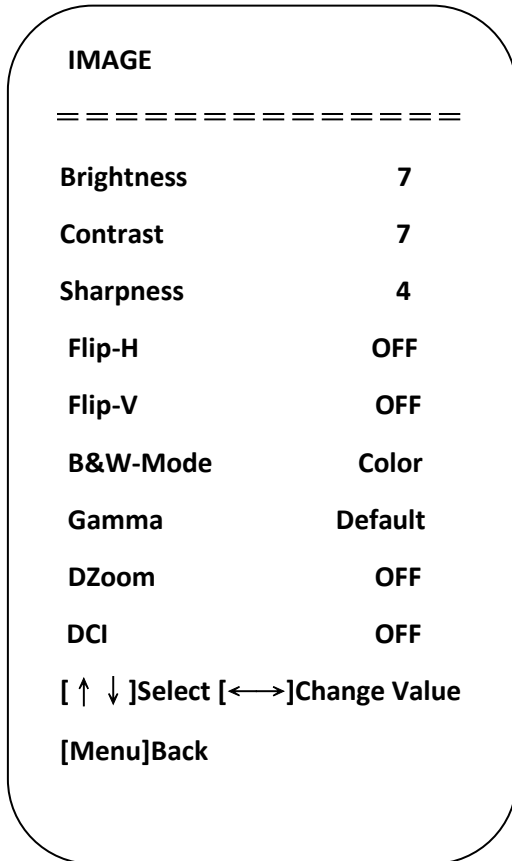 IMAGE
==============
Brightness 7
Contrast 7
Sharpness 4
Flip-H OFF
Flip-V OFF
B&W-Mode Color
Gamma Default
DZoom OFF
DCI OFF
[ ↑ ↓ ]Select [←→]Change Value
[Menu]Back